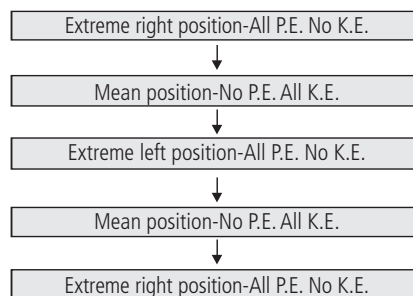 Extreme right position-All P.E. No K.E.
Mean position-No P.E. All K.E.
Extreme left position-All P.E. No K.E.
Mean position-No P.E. All K.E.
Extreme right position-All P.E. No K.E.